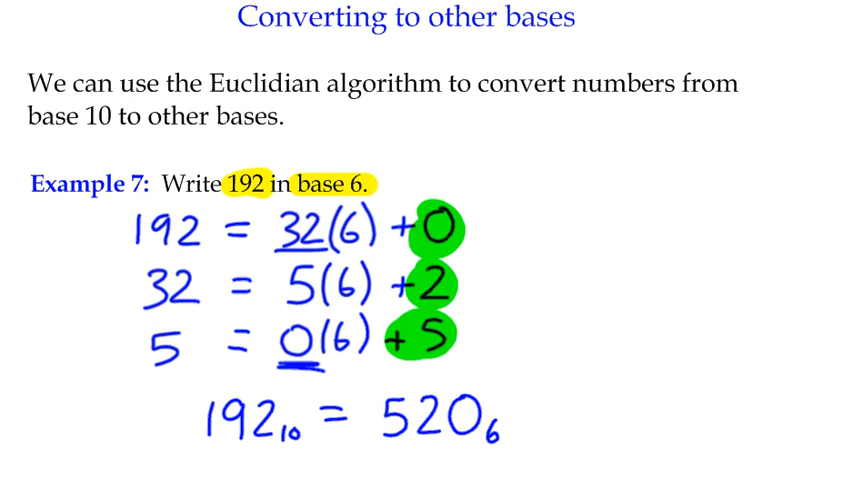 Converting to other bases
We can use the Euclidian algorithm to convert numbers from
base 10 to other bases.
Example 7: Write 192 in base 6.
192 = 32(6) + 0
32 = 5(6) + 2
5 = 0(6) + 5
192₁₀ = 520₆